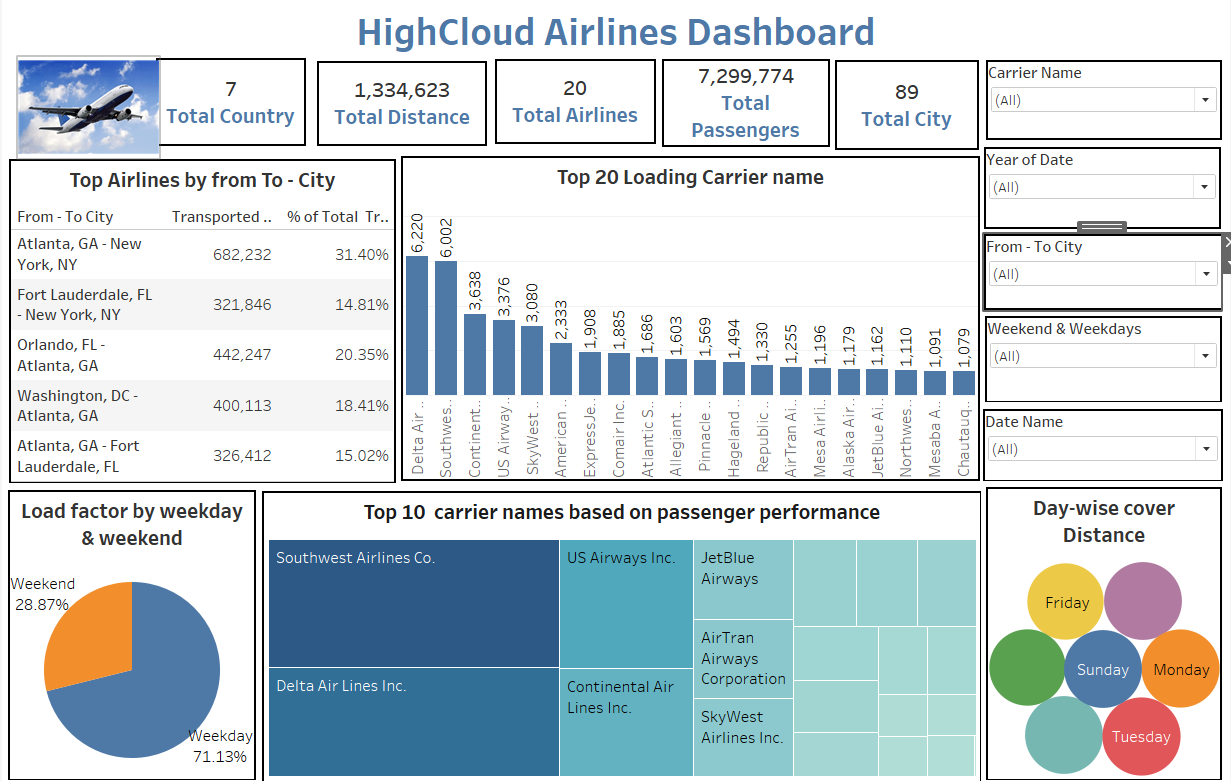 HighCloud Airlines Dashboard
7
Total Country
1,334,623
Total Distance
20
Total Airlines
7,299,774
Total
Passengers
89
Total City
Carrier Name
(All)
Year of Date
(All)
From - To City
(All)
Weekend & Weekdays
(All)
Date Name
(All)
Top Airlines by from To - City
From - To City Transported .. % of Total Tr..
Atlanta, GA - New
York, NY
682,232 31.40%
Fort Lauderdale, FL
- New York, NY
321,846 14.81%
Orlando, FL -
Atlanta, GA
442,247 20.35%
Washington, DC -
Atlanta, GA
400,113 18.41%
Atlanta, GA - Fort
Lauderdale, FL
326,412 15.02%
Top 20 Loading Carrier name
6,220
6,002
3,638
3,376
3,080
2,333
1,908
1,885
1,686
1,603
1,569
1,494
1,330
1,255
1,196
1,179
1,162
1,110
1,091
1,079
Delta Air ..
Southwes..
Continent..
US Airway..
SkyWest ..
American ..
ExpressJe..
Comair Inc.
Atlantic S..
Allegiant ..
Pinnacle ..
Hageland ..
Republic ..
AirTran Ai..
Mesa Airli..
Alaska Air..
JetBlue Ai..
Northwes..
Mesaba A..
Chautauq..
Load factor by weekday
& weekend
Weekend
28.87%
Weekday
71.13%
Top 10 carrier names based on passenger performance
Southwest Airlines Co.
Delta Air Lines Inc.
US Airways Inc.
Continental Air
Lines Inc.
JetBlue
Airways
AirTran
Airways
Corporation
SkyWest
Airlines Inc.
Day-wise cover
Distance
Friday
Sunday
Monday
Tuesday